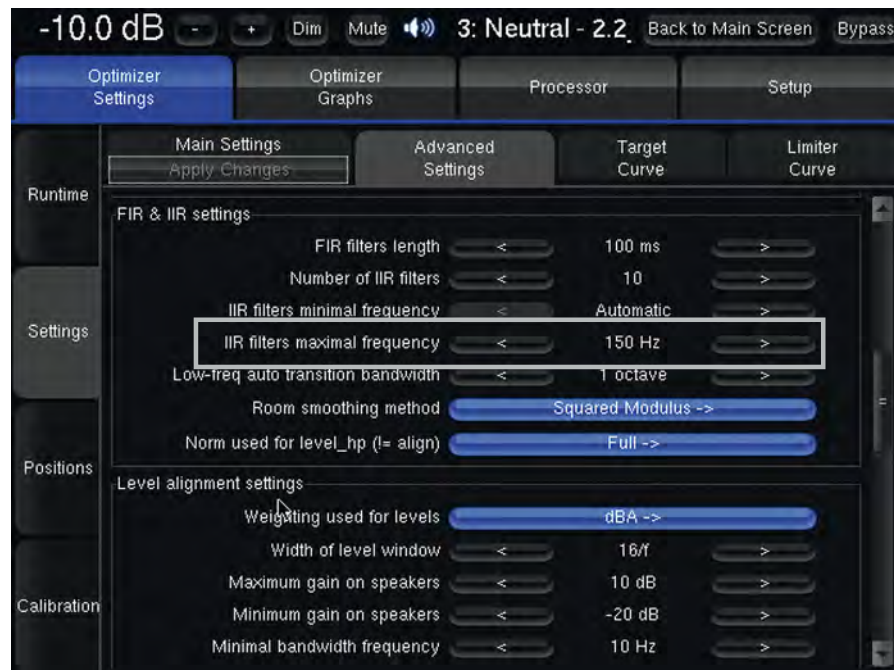 -10.0 dB - + Dim Mute 3: Neutral - 2.2 Back to Main Screen Bypass
Optimizer Settings Optimizer Graphs Processor Setup
Main Settings Advanced Settings Target Curve Limiter Curve
Apply Changes
Runtime
Settings
Positions
Calibration
FIR & IIR settings
FIR filters length < 100 ms >
Number of IIR filters < 10 >
IIR filters minimal frequency < Automatic >
IIR filters maximal frequency < 150 Hz >
Low-freq auto transition bandwidth < 1 octave >
Room smoothing method Squared Modulus ->
Norm used for level_hp (!= align) Full ->
Level alignment settings
Weighting used for levels dBA ->
Width of level window < 16/f >
Maximum gain on speakers < 10 dB >
Minimum gain on speakers < -20 dB >
Minimal bandwidth frequency < 10 Hz >